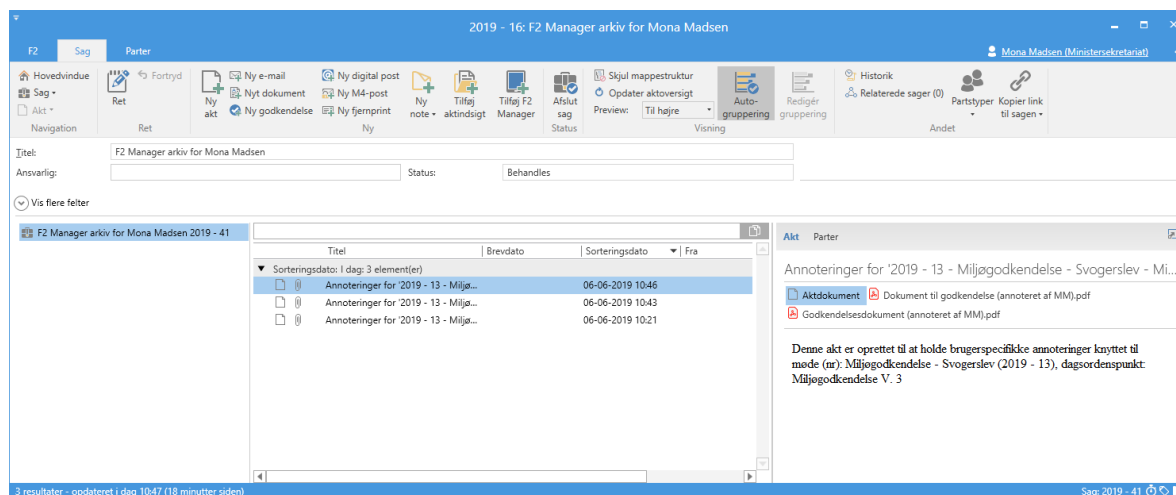 2019 - 16: F2 Manager arkiv for Mona Madsen
F2 Sag Parter Mona Madsen (Ministersekretariat)
Hovedvindue
Sag
Akt
Navigation
Ret
Fortryd
Ret
Ny akt
Ny e-mail
Nyt dokument
Ny godkendelse
Ny digital post
Ny M4-post
Ny fjernprint
Ny note
Tilføj aktindsigt
Tilføj F2 Manager
Ny
Afslut sag
Status
Skjul mappestruktur
Opdater aktoversigt
Preview: Til højre
Auto-gruppering
Redigér gruppering
Visning
Historik
Relaterede sager (0)
Partstyper
Kopier link til sagen
Andet
Titel: F2 Manager arkiv for Mona Madsen
Ansvarlig: Status: Behandles
Vis flere felter
F2 Manager arkiv for Mona Madsen 2019 - 41
Titel Brevdato Sorteringsdato Fra
Sorteringsdato: I dag: 3 element(er)
Annoteringer for '2019 - 13 - Miljø... 06-06-2019 10:46
Annoteringer for '2019 - 13 - Miljø... 06-06-2019 10:43
Annoteringer for '2019 - 13 - Miljø... 06-06-2019 10:21
Akt Parter
Annoteringer for '2019 - 13 - Miljøgodkendelse - Svogerslev - Mi...
Aktdokument Dokument til godkendelse (annoteret af MM).pdf
Godkendelsesdokument (annoteret af MM).pdf
Denne akt er oprettet til at holde brugerspecifikke annoteringer knyttet til
møde (nr): Miljøgodkendelse - Svogerslev (2019 - 13), dagsordenspunkt:
Miljøgodkendelse V. 3
3 resultater - opdateret i dag 10:47 (18 minutter siden) Sag: 2019 - 41